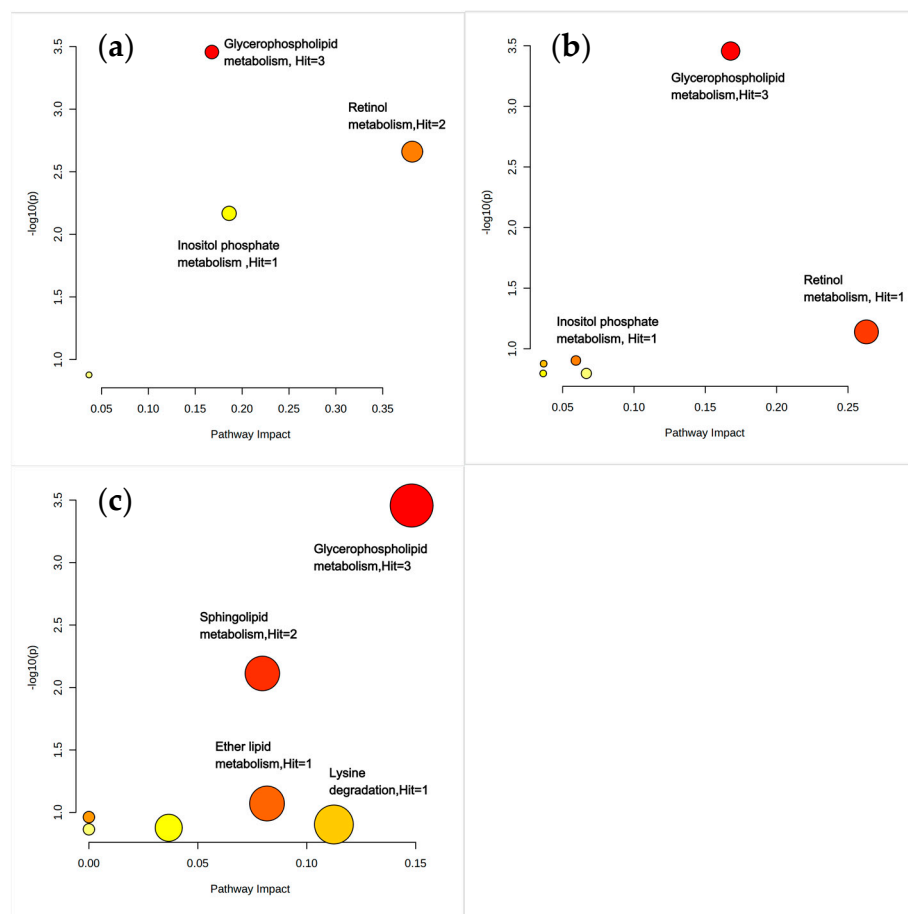 (a)
Glycerophospholipid
metabolism, Hit=3
Retinol
metabolism,Hit=2
Inositol phosphate
metabolism ,Hit=1
-log10(p)
3.5
3.0
2.5
2.0
1.5
1.0
0.05 0.10 0.15 0.20 0.25 0.30 0.35
Pathway Impact
(b)
Glycerophospholipid
metabolism,Hit=3
Retinol
metabolism, Hit=1
Inositol phosphate
metabolism, Hit=1
-log10(p)
3.5
3.0
2.5
2.0
1.5
1.0
0.05 0.10 0.15 0.20 0.25
Pathway Impact
(c)
Glycerophospholipid
metabolism,Hit=3
Sphingolipid
metabolism,Hit=2
Ether lipid
metabolism,Hit=1
Lysine
degradation,Hit=1
-log10(p)
3.5
3.0
2.5
2.0
1.5
1.0
0.00 0.05 0.10 0.15
Pathway Impact